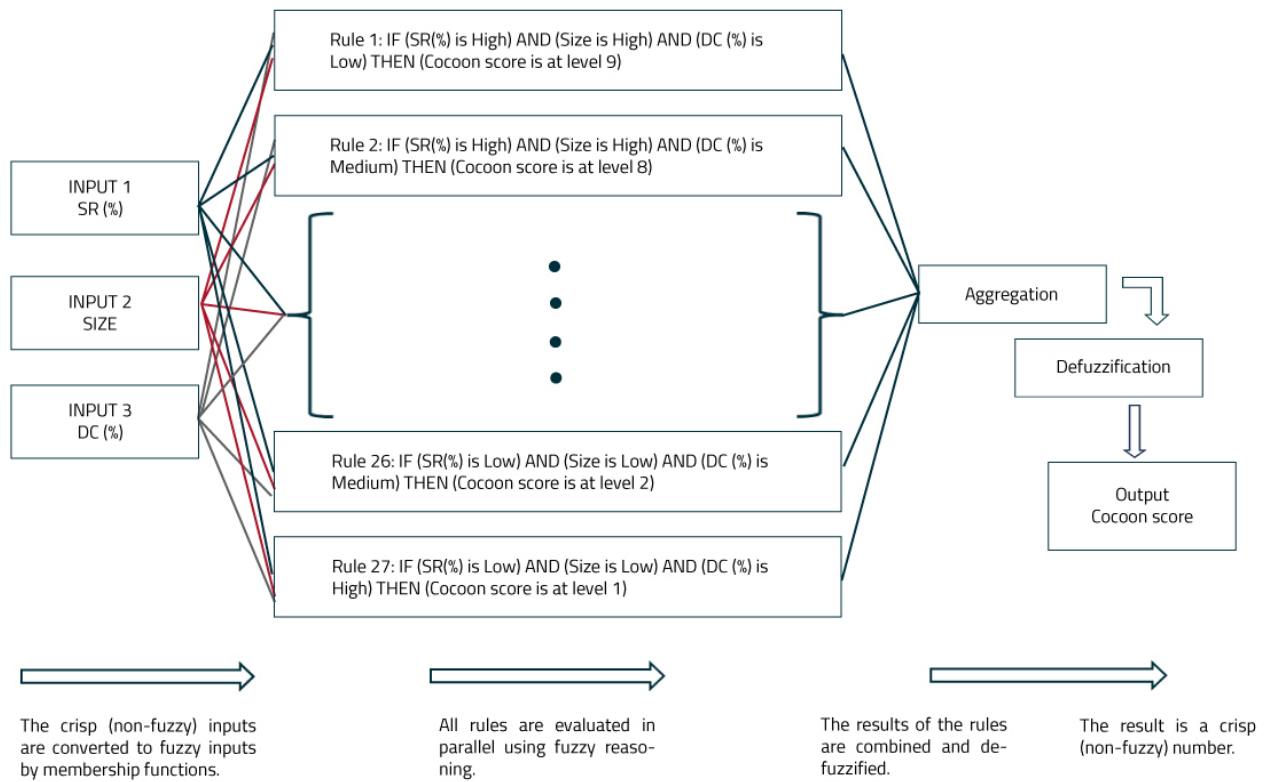 Rule 1: IF (SR(%) is High) AND (Size is High) AND (DC (%) is
Low) THEN (Cocoon score is at level 9)
Rule 2: IF (SR(%) is High) AND (Size is High) AND (DC (%) is
Medium) THEN (Cocoon score is at level 8)
INPUT 1
SR (%)
INPUT 2
SIZE
INPUT 3
DC (%)
Aggregation
Defuzzification
Output
Cocoon score
Rule 26: IF (SR(%) is Low) AND (Size is Low) AND (DC (%) is
Medium) THEN (Cocoon score is at level 2)
Rule 27: IF (SR(%) is Low) AND (Size is Low) AND (DC (%) is
High) THEN (Cocoon score is at level 1)
The crisp (non-fuzzy) inputs
are converted to fuzzy inputs
by membership functions.
All rules are evaluated in
parallel using fuzzy reaso-
ning.
The results of the rules
are combined and de-
fuzzified.
The result is a crisp
(non-fuzzy) number.